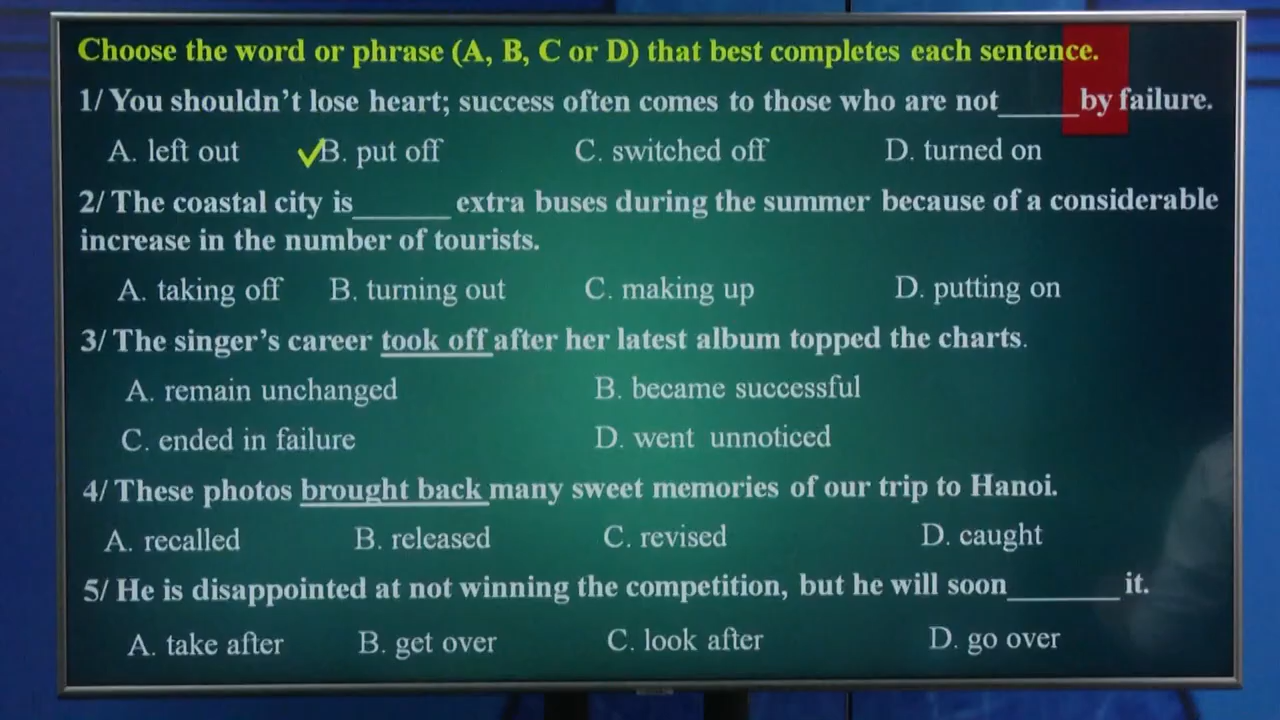 Choose the word or phrase (A, B, C or D) that best completes each sentence.
1/ You shouldn't lose heart; success often comes to those who are not_____by failure.
A. left out ✓B. put off C. switched off D. turned on
2/ The coastal city is______extra buses during the summer because of a considerable
increase in the number of tourists.
A. taking off B. turning out C. making up D. putting on
3/ The singer's career took off after her latest album topped the charts.
A. remain unchanged B. became successful
C. ended in failure D. went unnoticed
4/ These photos brought back many sweet memories of our trip to Hanoi.
A. recalled B. released C. revised D. caught
5/ He is disappointed at not winning the competition, but he will soon_______it.
A. take after B. get over C. look after D. go over